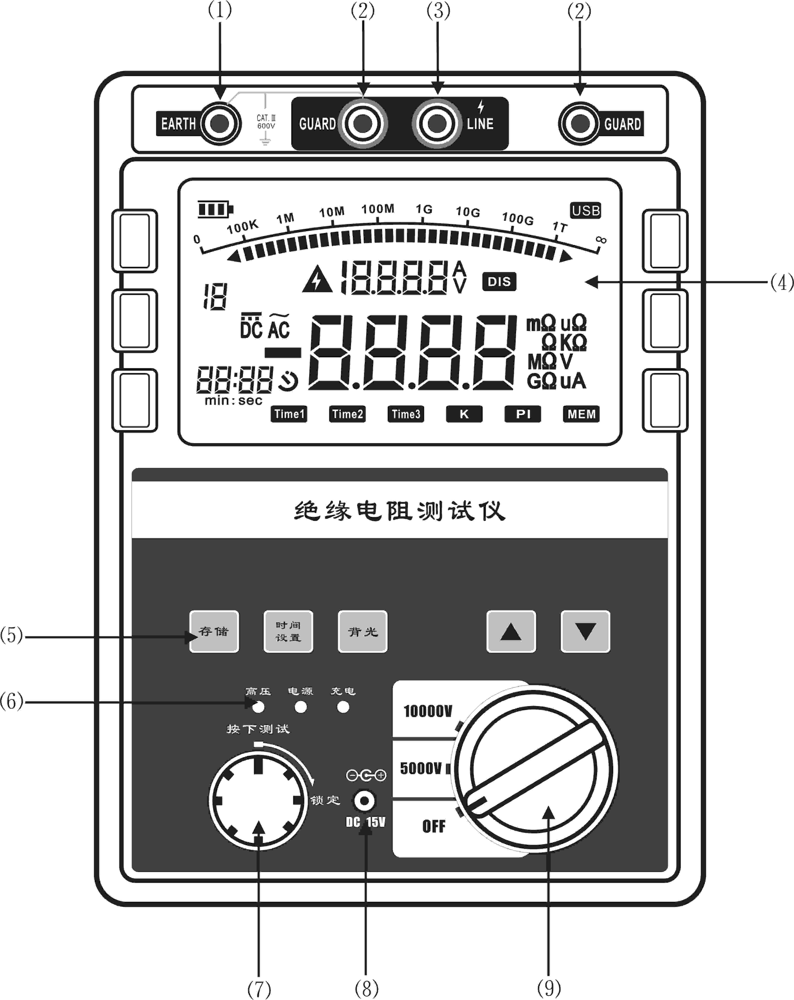 (1) (2) (3) (2)
EARTH CAT. III GUARD LINE GUARD
600V
USB
0 100K 1M 10M 100M 1G 10G 100G 1T ∞
18 18.8.8.8 A V DIS
(4)
DC AC
8.8.8.8
mΩ uΩ
Ω KΩ
MΩ V
GΩ uA
88:88
min:sec
Time1 Time2 Time3 K PI MEM
绝缘电阻测试仪
(5) 存储 时间 背光 ▲ ▼
设置
(6) 高压 电源 充电
按下测试
锁定
DC 15V
10000V
5000V
OFF
(7) (8) (9)